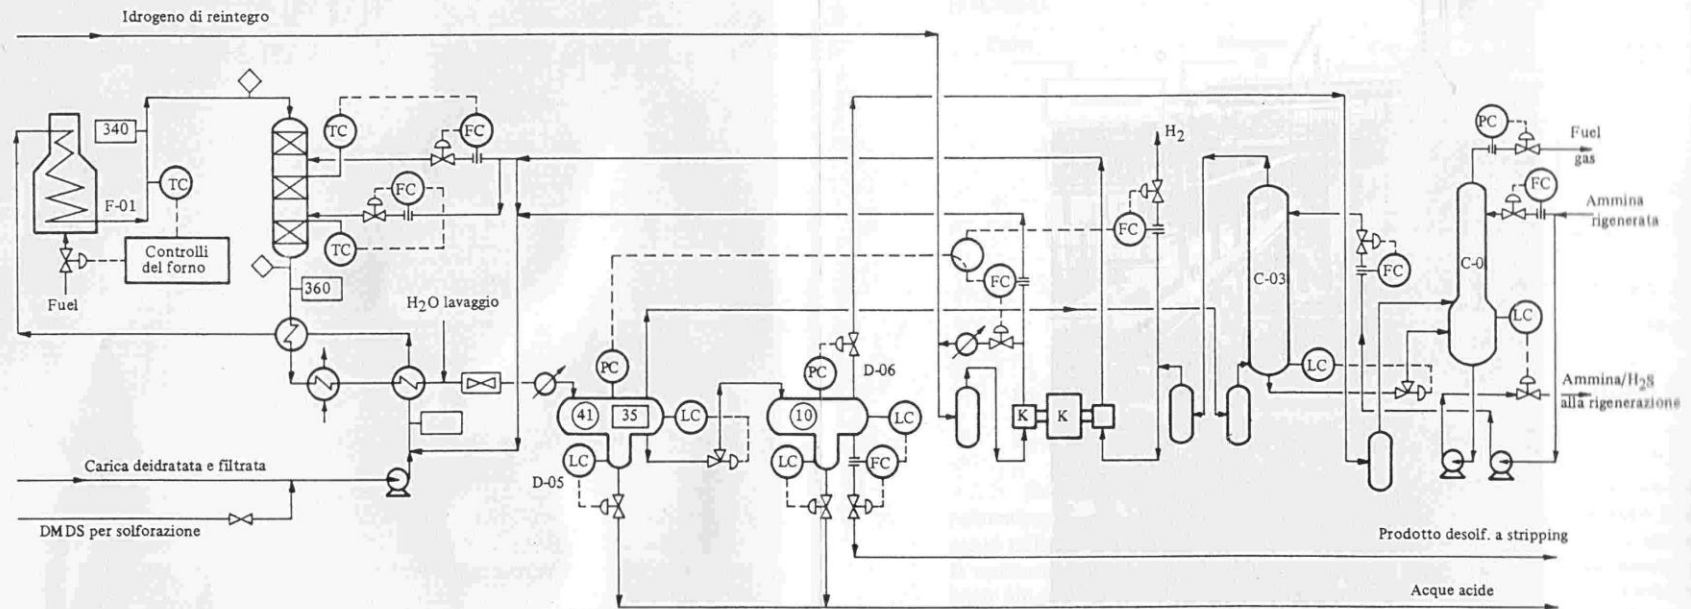 Idrogeno di reintegro
340
TC
F-01
Controlli
del forno
Fuel
TC
FC
FC
TC
360
H2O lavaggio
Carica deidratata e filtrata
DMDS per solforazione
PC
41
35
LC
LC
D-05
PC
D-06
10
LC
LC
FC
H2
FC
FC
K
K
C-03
LC
FC
PC
Fuel
gas
FC
Ammina
rigenerata
C-0
LC
Ammina/H2S
alla rigenerazione
Prodotto desolf. a stripping
Acque acide